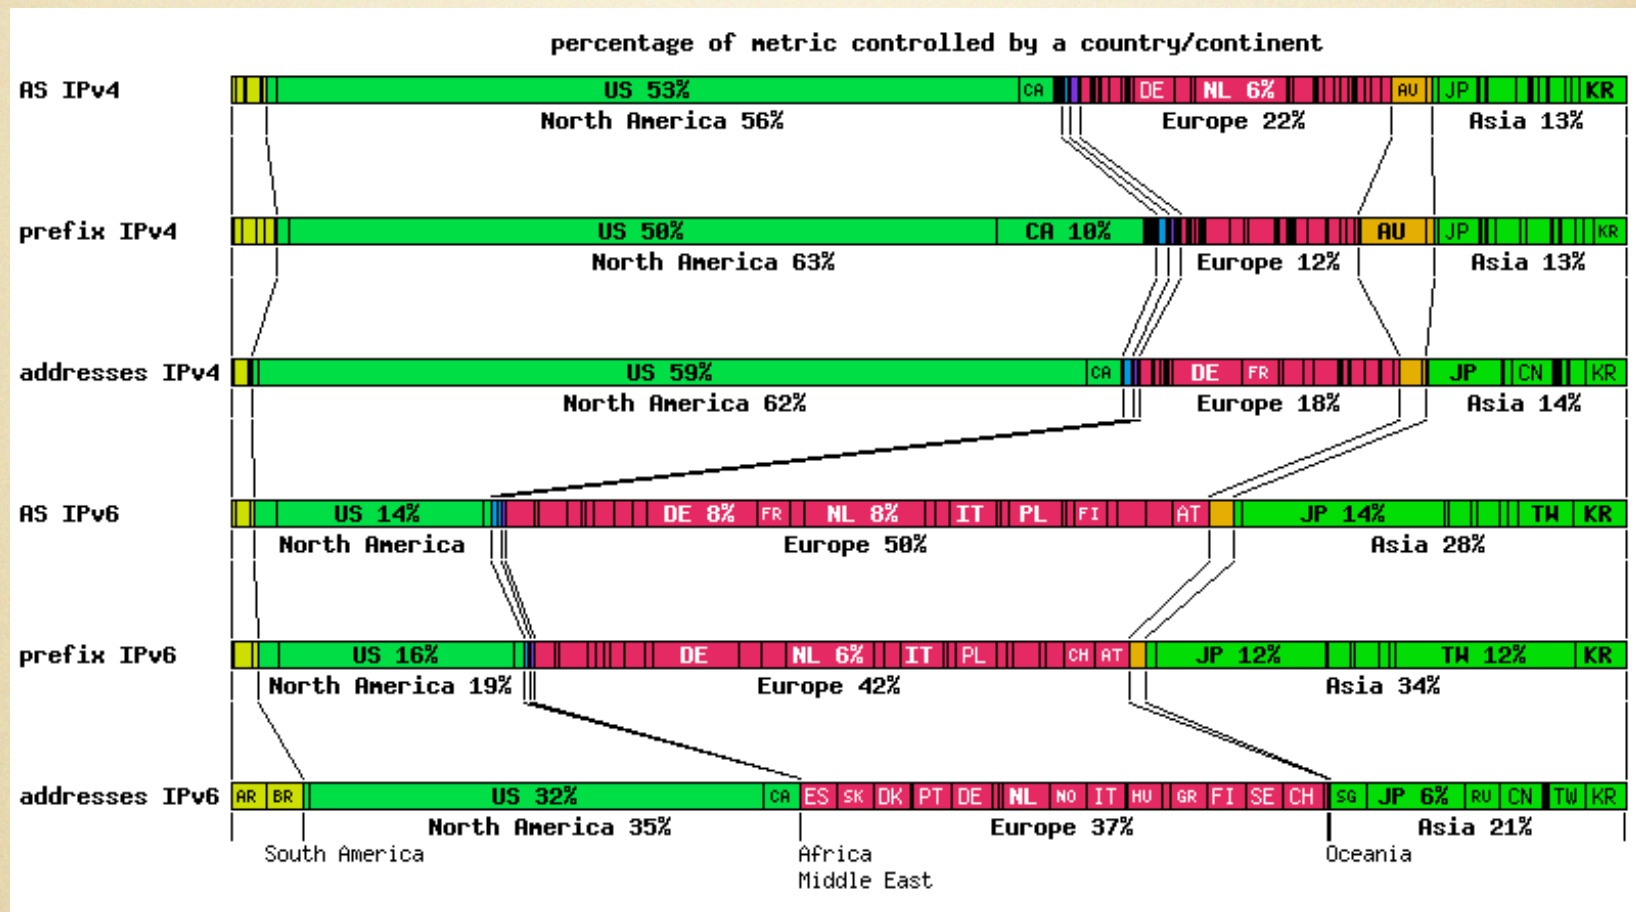 percentage of metric controlled by a country/continent
AS IPv4 US 53% CA DE NL 6% AU JP KR
North America 56% Europe 22% Asia 13%
prefix IPv4 US 50% CA 10% AU JP KR
North America 63% Europe 12% Asia 13%
addresses IPv4 US 59% CA DE FR JP CN KR
North America 62% Europe 18% Asia 14%
AS IPv6 US 14% DE 8% FR NL 8% IT PL FI AT JP 14% TW KR
North America Europe 50% Asia 28%
prefix IPv6 US 16% DE NL 6% IT PL CH AT JP 12% TW 12% KR
North America 19% Europe 42% Asia 34%
addresses IPv6 AR BR US 32% CA ES SK DK PT DE NL NO IT HU GR FI SE CH SG JP 6% RU CN TW KR
North America 35% Europe 37% Asia 21%
South America Africa Oceania
Middle East